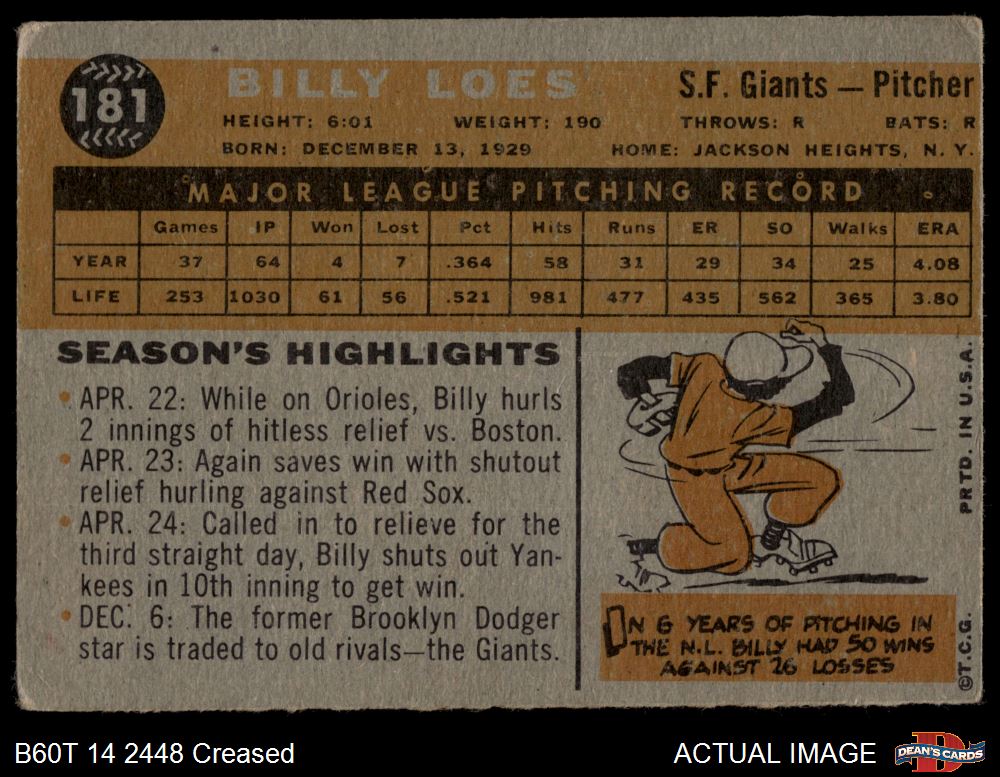 181
BILLY LOES
S.F. Giants — Pitcher
HEIGHT: 6:01 WEIGHT: 190 THROWS: R BATS: R
BORN: DECEMBER 13, 1929 HOME: JACKSON HEIGHTS, N. Y.
MAJOR LEAGUE PITCHING RECORD
Games IP Won Lost Pct Hits Runs ER SO Walks ERA
YEAR 37 64 4 7 .364 58 31 29 34 25 4.08
LIFE 253 1030 61 56 .521 981 477 435 562 365 3.80
SEASON'S HIGHLIGHTS
• APR. 22: While on Orioles, Billy hurls
2 innings of hitless relief vs. Boston.
• APR. 23: Again saves win with shutout
relief hurling against Red Sox.
• APR. 24: Called in to relieve for the
third straight day, Billy shuts out Yan-
kees in 10th inning to get win.
• DEC. 6: The former Brooklyn Dodger
star is traded to old rivals—the Giants.
IN 6 YEARS OF PITCHING IN
THE N.L. BILLY HAD 50 WINS
AGAINST 26 LOSSES
©T.C.G. PRTD. IN U.S.A.
B60T 14 2448 Creased
ACTUAL IMAGE
DEAN'S CARDS